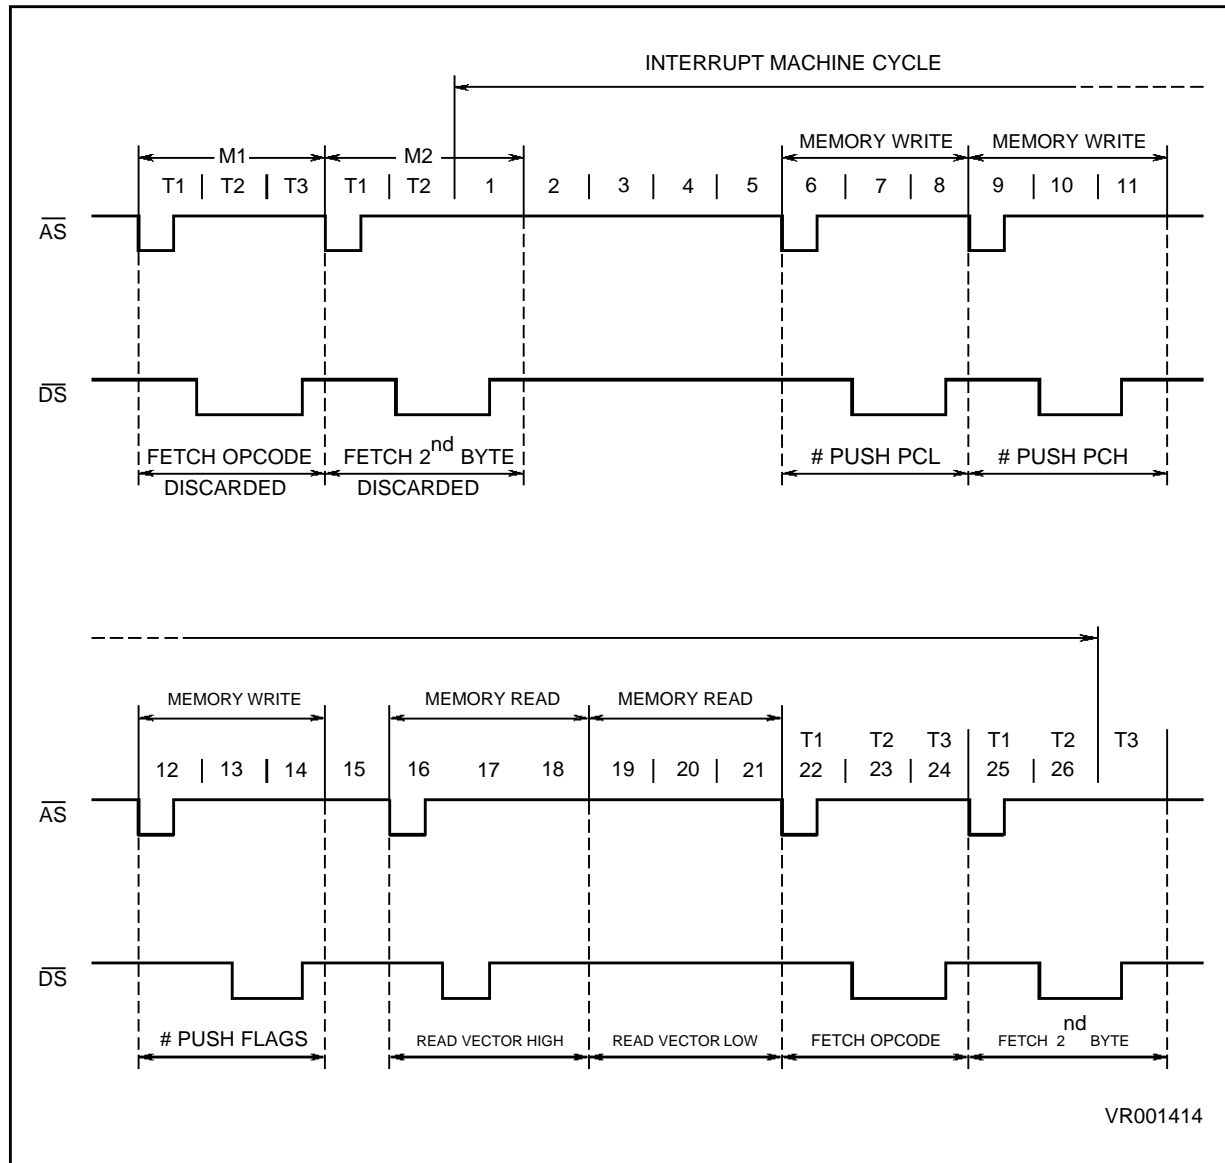 INTERRUPT MACHINE CYCLE
M1 M2 MEMORY WRITE MEMORY WRITE
T1 T2 T3 T1 T2 1 2 3 4 5 6 7 8 9 10 11
AS
DS
FETCH OPCODE FETCH 2nd BYTE # PUSH PCL # PUSH PCH
DISCARDED DISCARDED
MEMORY WRITE MEMORY READ MEMORY READ
T1 T2 T3 T1 T2 T3
12 13 14 15 16 17 18 19 20 21 22 23 24 25 26
AS
DS
# PUSH FLAGS READ VECTOR HIGH READ VECTOR LOW FETCH OPCODE FETCH 2nd BYTE
VR001414